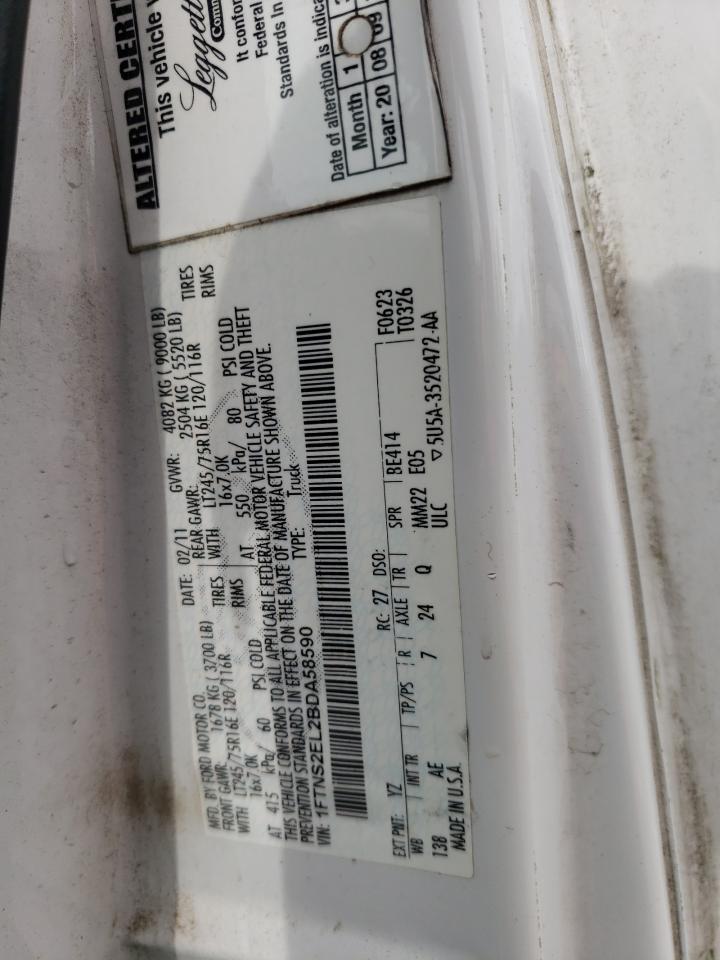 ALTERED CERT
This vehicle
Leggett
Comm
It confor
Federal
Standards In
Date of alteration is indica
Month 1
Year: 20 08 09
MFD. BY FORD MOTOR CO.
DATE: 02/11 GVWR: 4082 KG ( 9000 LB)
FRONT GAWR: 1678 KG ( 3700 LB) REAR GAWR: 2504 KG ( 5520 LB)
WITH LT245/75R16E 120/116R TIRES WITH LT245/75R16E 120/116R TIRES
16x7.0K RIMS 16x7.0K RIMS
AT 415 kPa/ 60 PSI COLD AT 550 kPa/ 80 PSI COLD
THIS VEHICLE CONFORMS TO ALL APPLICABLE FEDERAL MOTOR VEHICLE SAFETY AND THEFT
PREVENTION STANDARDS IN EFFECT ON THE DATE OF MANUFACTURE SHOWN ABOVE.
VIN: 1FTNS2EL2BDA58590 TYPE: Truck
EXT PNT: YZ RC: 27 DSO: F0623
WB INT TR TP/PS R AXLE TR SPR BE414 T0326
138 AE 7 24 Q MM22 E05
MADE IN U.S.A. ULC ▽5U5A-3520472-AA